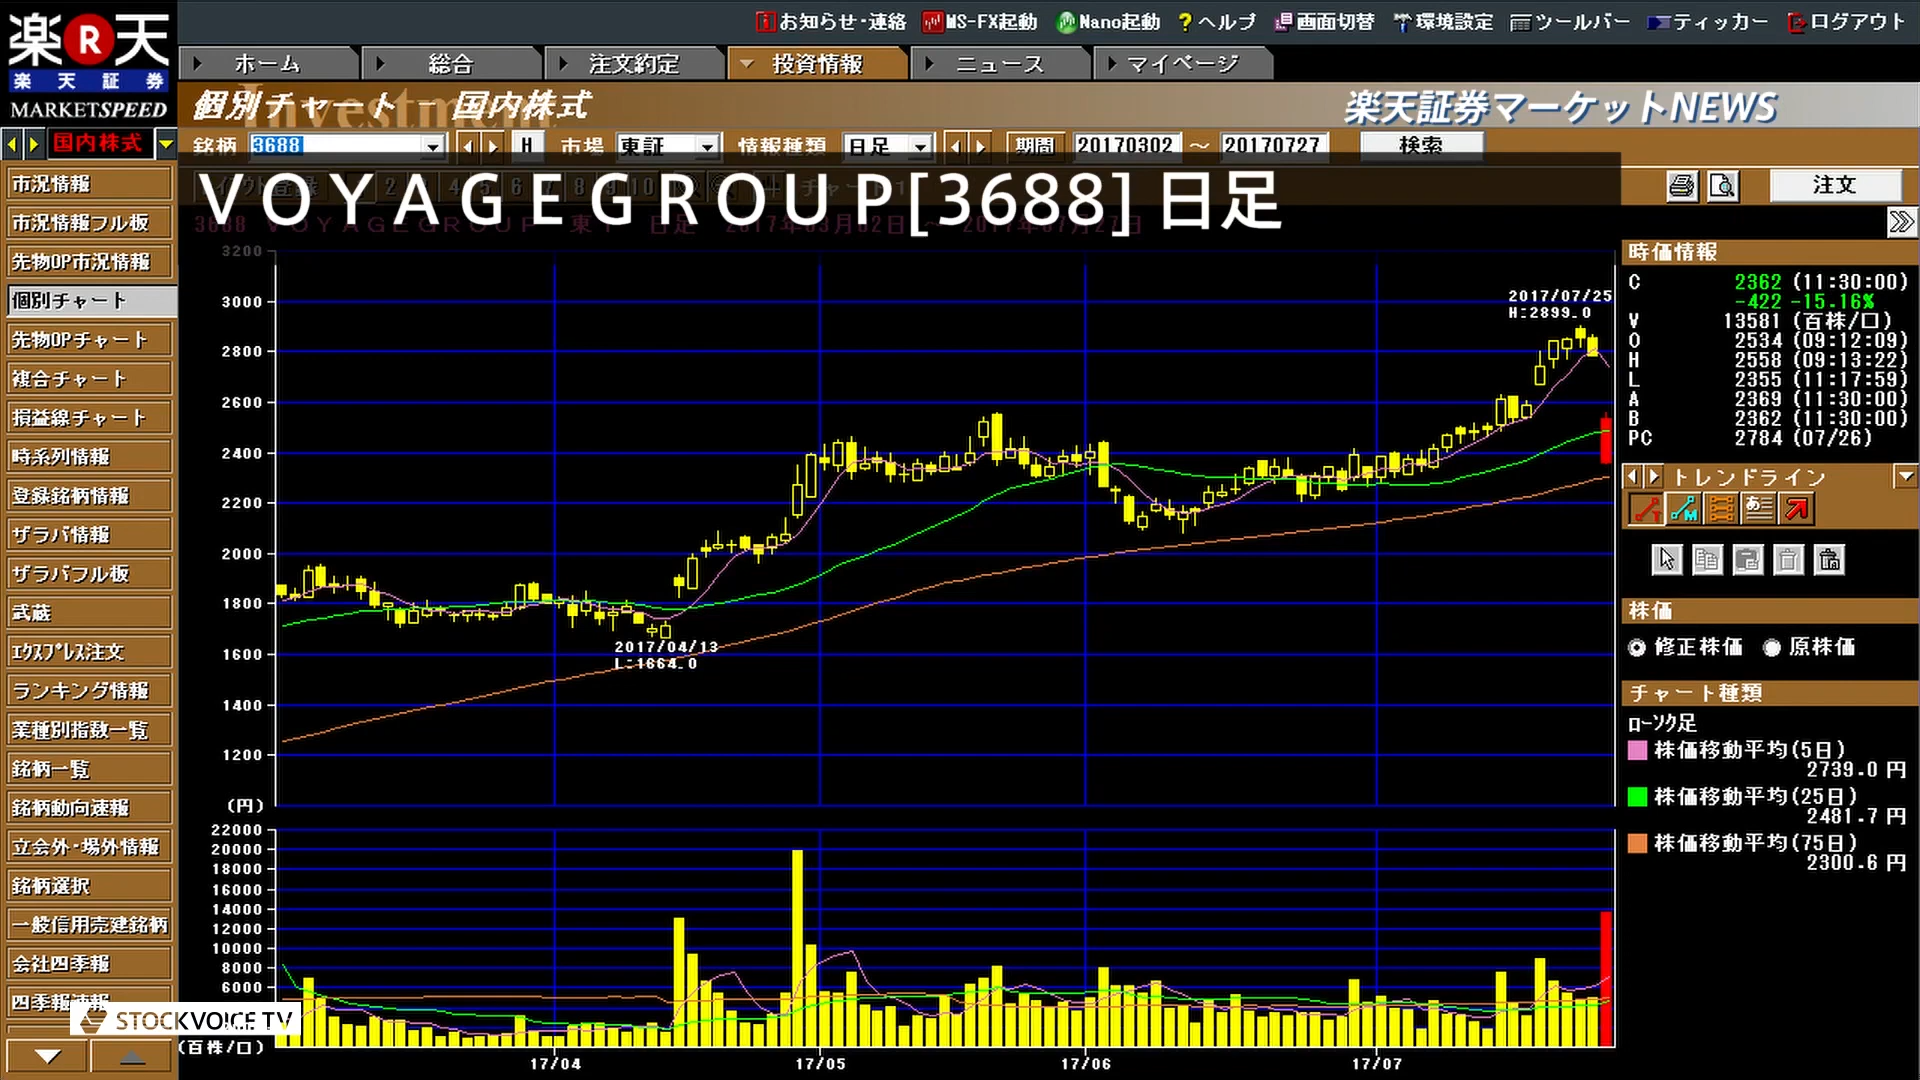 楽R天
楽天証券
MARKETSPEED
お知らせ・連絡 MS-FX起動 Nano起動 ? ヘルプ 画面切替 環境設定 ツールバー ティッカー ログアウト
ホーム 総合 注文約定 投資情報 ニュース マイページ
個別チャート - 国内株式
楽天証券マーケットNEWS
国内株式
銘柄 3688 H 市場 東証 情報種類 日足 期間 20170302 ～ 20170727 検索
VOYAGEGROUP[3688] 日足
注文
市況情報
市況情報フル板
先物OP市況情報
個別チャート
先物OPチャート
複合チャート
損益線チャート
時系列情報
登録銘柄情報
ザラバ情報
ザラバフル板
武蔵
ｴｸｽﾌﾟﾚｽ注文
ランキング情報
業種別指数一覧
銘柄一覧
銘柄動向速報
立会外・場外情報
銘柄選択
一般信用売建銘柄
会社四季報
四季報速報
STOCKVOICE TV
3200
3000
2800
2600
2400
2200
2000
1800
1600
1400
1200
(円)
2017/07/25
H:2899.0
2017/04/13
L:1664.0
22000
20000
18000
16000
14000
12000
10000
8000
6000
(百株/口)
17/04 17/05 17/06 17/07
時価情報
C 2362 (11:30:00)
-422 -15.16%
V 13581 (百株/口)
O 2534 (09:12:09)
H 2558 (09:13:22)
L 2355 (11:17:59)
A 2369 (11:30:00)
B 2362 (11:30:00)
PC 2784 (07/26)
トレンドライン
株価
修正株価 原株価
チャート種類
ﾛｰｿｸ足
株価移動平均(5日)
2739.0 円
株価移動平均(25日)
2481.7 円
株価移動平均(75日)
2300.6 円